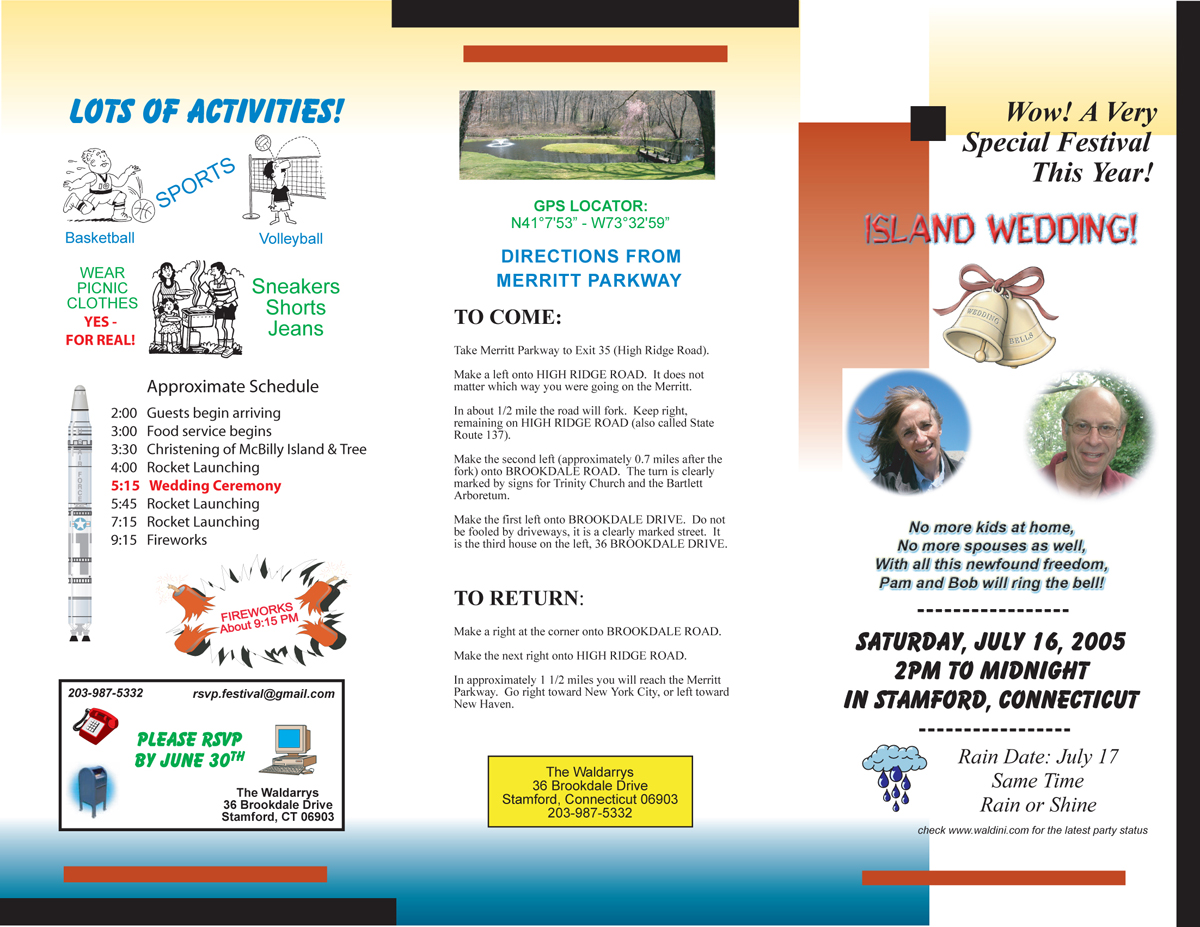 LOTS OF ACTIVITIES!
SPORTS
Basketball
Volleyball
WEAR
PICNIC
CLOTHES
YES -
FOR REAL!
Sneakers
Shorts
Jeans
Approximate Schedule
2:00 Guests begin arriving
3:00 Food service begins
3:30 Christening of McBilly Island & Tree
4:00 Rocket Launching
5:15 Wedding Ceremony
5:45 Rocket Launching
7:15 Rocket Launching
9:15 Fireworks
AIR FORCE
1
FIREWORKS
About 9:15 PM
203-987-5332 rsvp.festival@gmail.com
PLEASE RSVP
BY JUNE 30TH
The Waldarrys
36 Brookdale Drive
Stamford, CT 06903
GPS LOCATOR:
N41°7'53” - W73°32'59”
DIRECTIONS FROM
MERRITT PARKWAY
TO COME:
Take Merritt Parkway to Exit 35 (High Ridge Road).
Make a left onto HIGH RIDGE ROAD. It does not
matter which way you were going on the Merritt.
In about 1/2 mile the road will fork. Keep right,
remaining on HIGH RIDGE ROAD (also called State
Route 137).
Make the second left (approximately 0.7 miles after the
fork) onto BROOKDALE ROAD. The turn is clearly
marked by signs for Trinity Church and the Bartlett
Arboretum.
Make the first left onto BROOKDALE DRIVE. Do not
be fooled by driveways, it is a clearly marked street. It
is the third house on the left, 36 BROOKDALE DRIVE.
TO RETURN:
Make a right at the corner onto BROOKDALE ROAD.
Make the next right onto HIGH RIDGE ROAD.
In approximately 1 1/2 miles you will reach the Merritt
Parkway. Go right toward New York City, or left toward
New Haven.
The Waldarrys
36 Brookdale Drive
Stamford, Connecticut 06903
203-987-5332
Wow! A Very
Special Festival
This Year!
ISLAND WEDDING!
WEDDING
BELLS
No more kids at home,
No more spouses as well,
With all this newfound freedom,
Pam and Bob will ring the bell!
-----------------
SATURDAY, JULY 16, 2005
2PM TO MIDNIGHT
IN STAMFORD, CONNECTICUT
-----------------
Rain Date: July 17
Same Time
Rain or Shine
check www.waldini.com for the latest party status